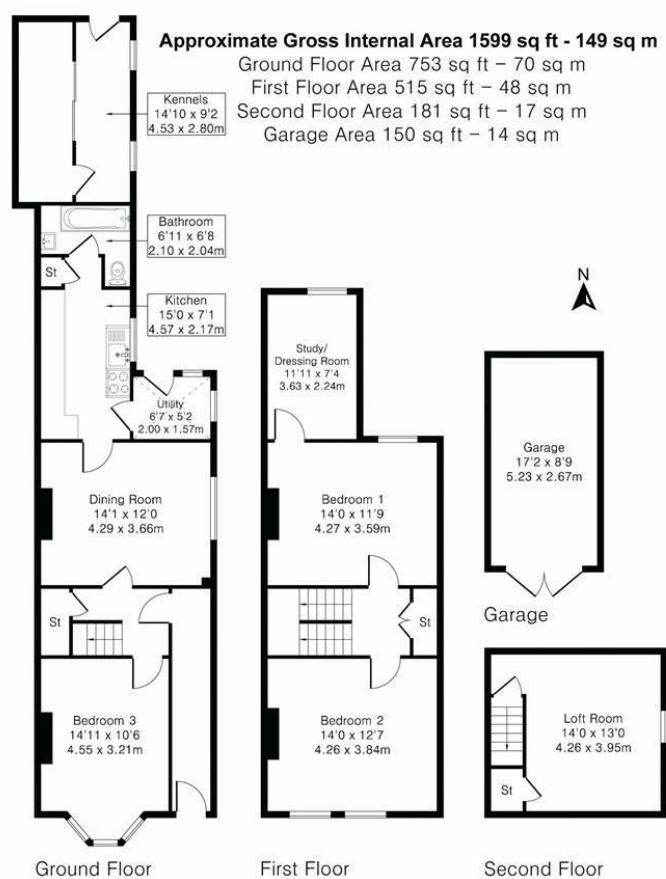 Approximate Gross Internal Area 1599 sq ft - 149 sq m
Ground Floor Area 753 sq ft – 70 sq m
First Floor Area 515 sq ft – 48 sq m
Second Floor Area 181 sq ft – 17 sq m
Garage Area 150 sq ft – 14 sq m
Kennels
14'10 x 9'2
4.53 x 2.80m
Bathroom
6'11 x 6'8
2.10 x 2.04m
St
Kitchen
15'0 x 7'1
4.57 x 2.17m
Utility
6'7 x 5'2
2.00 x 1.57m
Dining Room
14'1 x 12'0
4.29 x 3.66m
St
Bedroom 3
14'11 x 10'6
4.55 x 3.21m
Ground Floor
Study/
Dressing Room
11'11 x 7'4
3.63 x 2.24m
Bedroom 1
14'0 x 11'9
4.27 x 3.59m
St
Bedroom 2
14'0 x 12'7
4.26 x 3.84m
First Floor
N
Garage
17'2 x 8'9
5.23 x 2.67m
Garage
Loft Room
14'0 x 13'0
4.26 x 3.95m
St
Second Floor